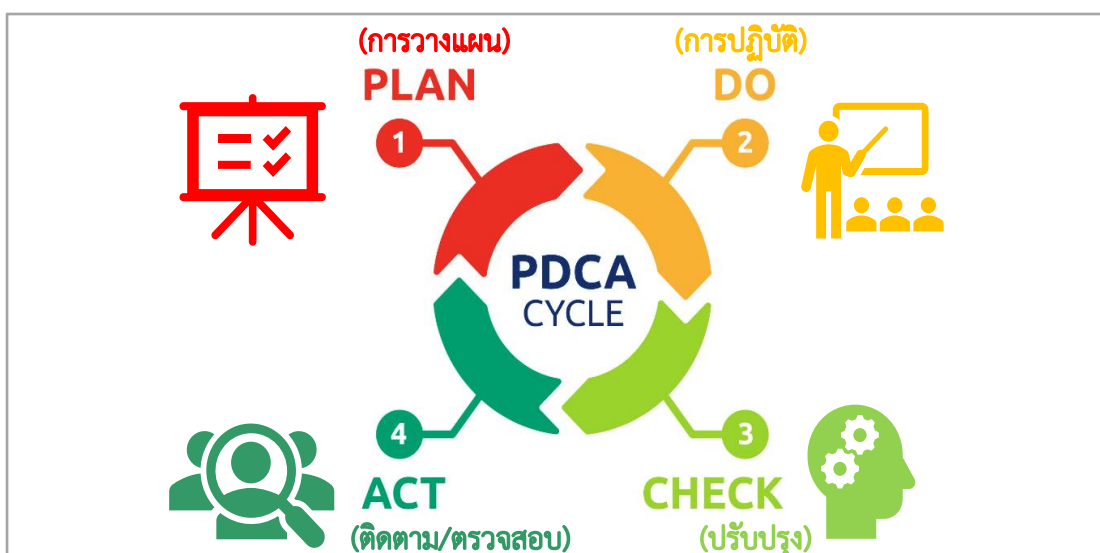 (การวางแผน)
PLAN
1
(การปฏิบัติ)
DO
2
PDCA
CYCLE
4
ACT
(ติดตาม/ตรวจสอบ)
3
CHECK
(ปรับปรุง)